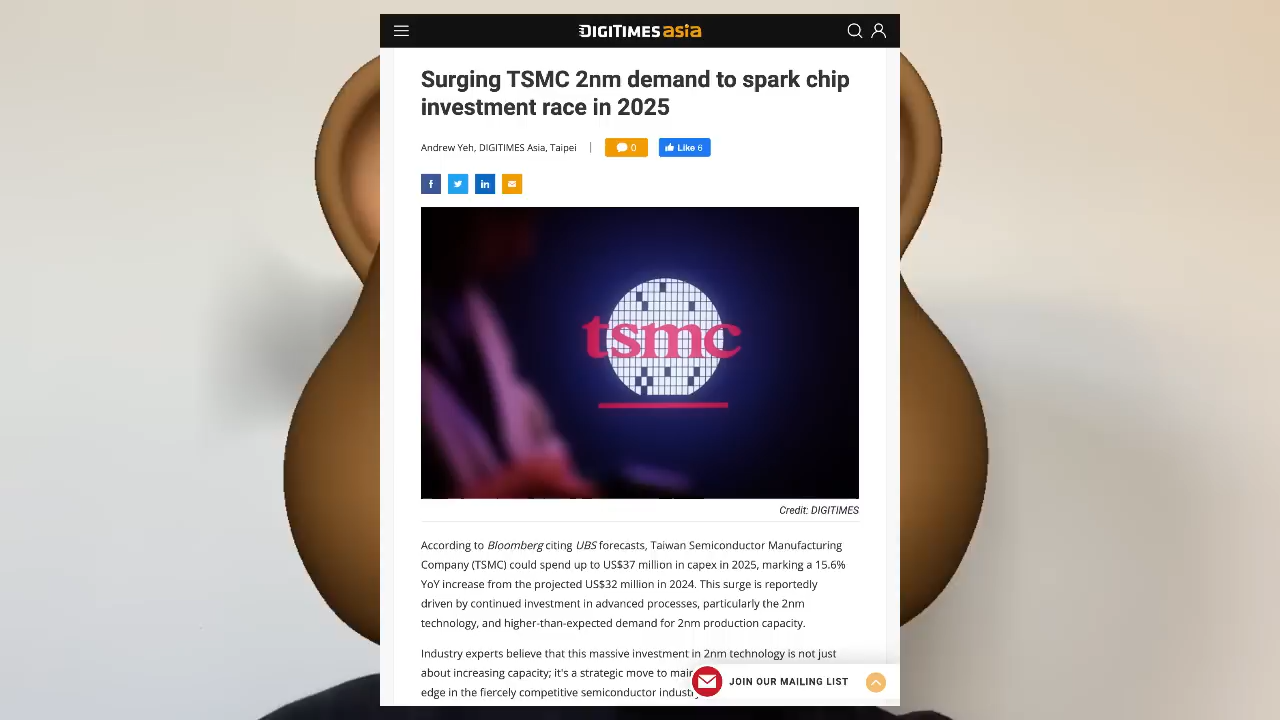 DIGITIMES asia
Surging TSMC 2nm demand to spark chip
investment race in 2025
Andrew Yeh, DIGITIMES Asia, Taipei | 0 Like 6
f in
tsmc
Credit: DIGITIMES
According to Bloomberg citing UBS forecasts, Taiwan Semiconductor Manufacturing
Company (TSMC) could spend up to US$37 million in capex in 2025, marking a 15.6%
YoY increase from the projected US$32 million in 2024. This surge is reportedly
driven by continued investment in advanced processes, particularly the 2nm
technology, and higher-than-expected demand for 2nm production capacity.
Industry experts believe that this massive investment in 2nm technology is not just
about increasing capacity; it's a strategic move to
edge in the fiercely competitive semiconductor
JOIN OUR MAILING LIST